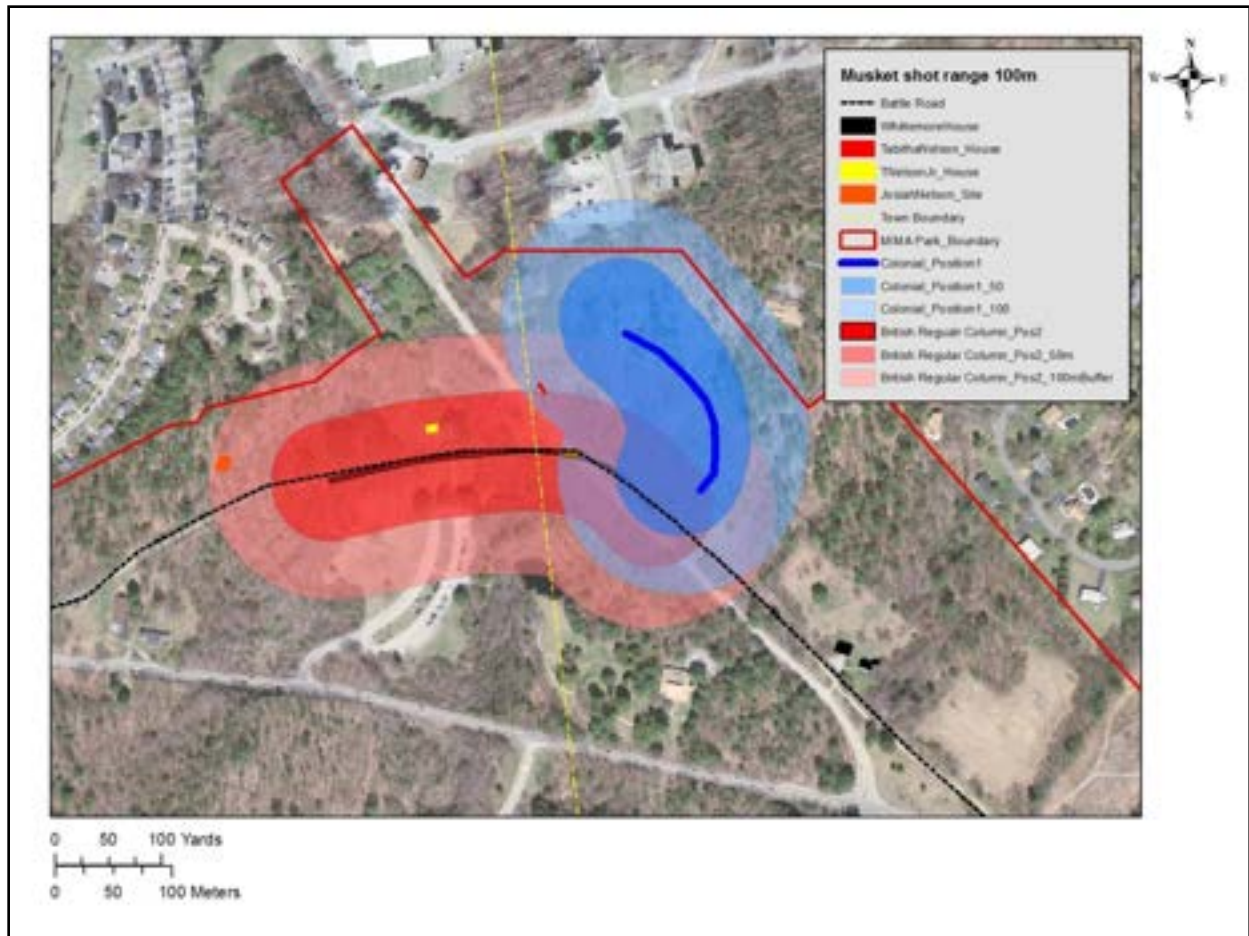 N
W E
S
Musket shot range 100m
Battle Road
WhittemoreHouse
TabithaNelson_House
TNelsonJr_House
JosiahNelson_Site
Town Boundary
MIMA Park_Boundary
Colonial_Position1
Colonial_Position1_50
Colonial_Position1_100
British Column_Pos2
British Regular Column_Pos2_50m
British Regular Column_Pos2_100mBuffer
0 50 100 Yards
0 50 100 Meters